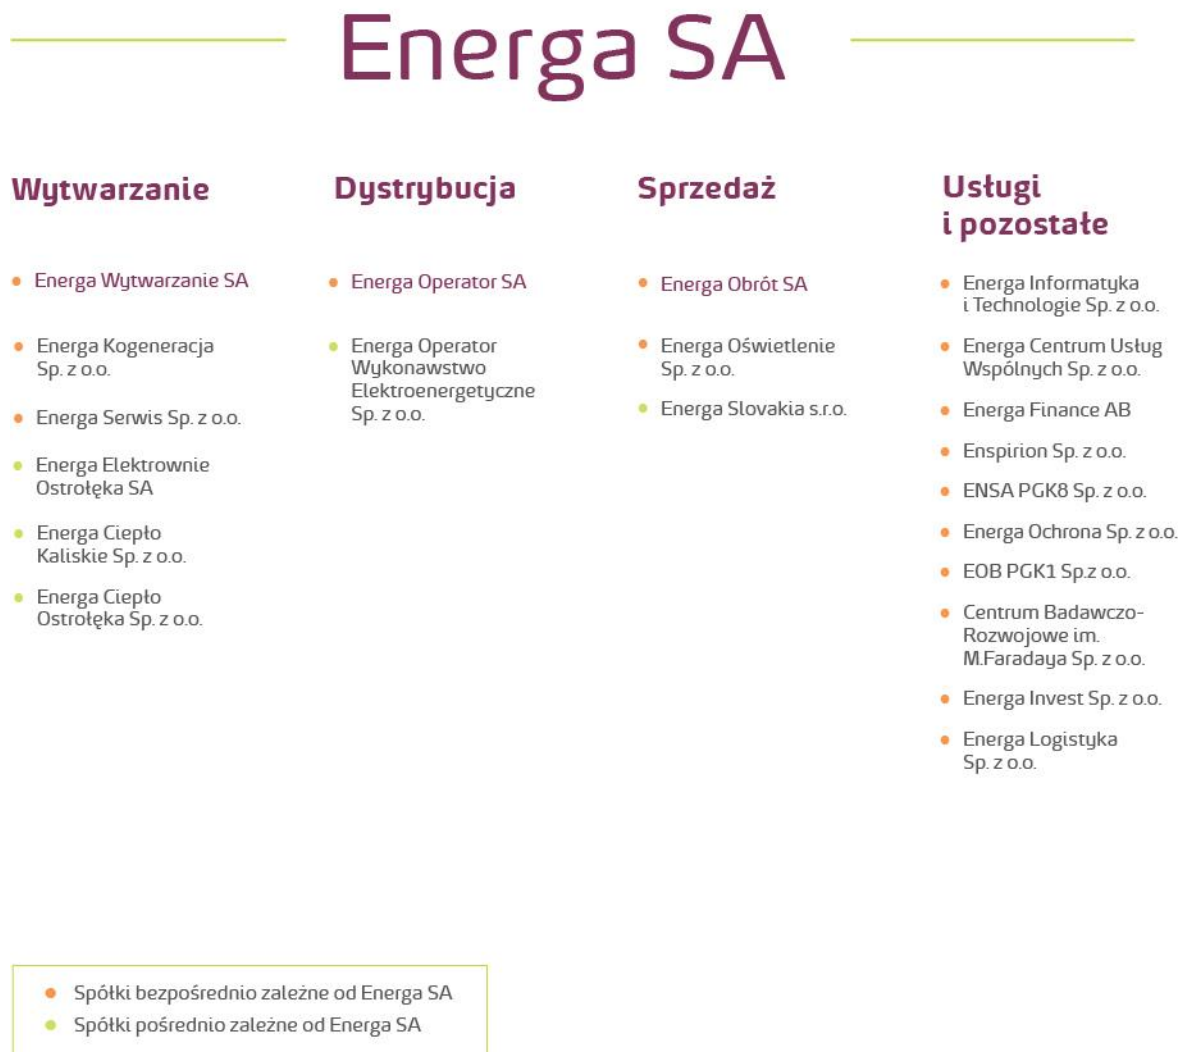 Energa SA
Wytwarzanie
Energa Wytwarzanie SA
Energa Kogeneracja
Sp. z o.o.
Energa Serwis Sp. z o.o.
Energa Elektrownie
Ostrołęka SA
Energa Ciepło
Kaliskie Sp. z o.o.
Energa Ciepło
Ostrołęka Sp. z o.o.
Dystrybucja
Energa Operator SA
Energa Operator
Wykonawstwo
Elektroenergetyczne
Sp. z o.o.
Sprzedaż
Energa Obrót SA
Energa Oświetlenie
Sp. z o.o.
Energa Slovakia s.r.o.
Usługi
i pozostałe
Energa Informatyka
i Technologie Sp. z o.o.
Energa Centrum Usług
Wspólnych Sp. z o.o.
Energa Finance AB
Enspirion Sp. z o.o.
ENSA PGK8 Sp. z o.o.
Energa Ochrona Sp. z o.o.
EOB PGK1 Sp.z o.o.
Centrum Badawczo-
Rozwojowe im.
M.Faradaya Sp. z o.o.
Energa Invest Sp. z o.o.
Energa Logistyka
Sp. z o.o.
Spółki bezpośrednio zależne od Energa SA
Spółki pośrednio zależne od Energa SA